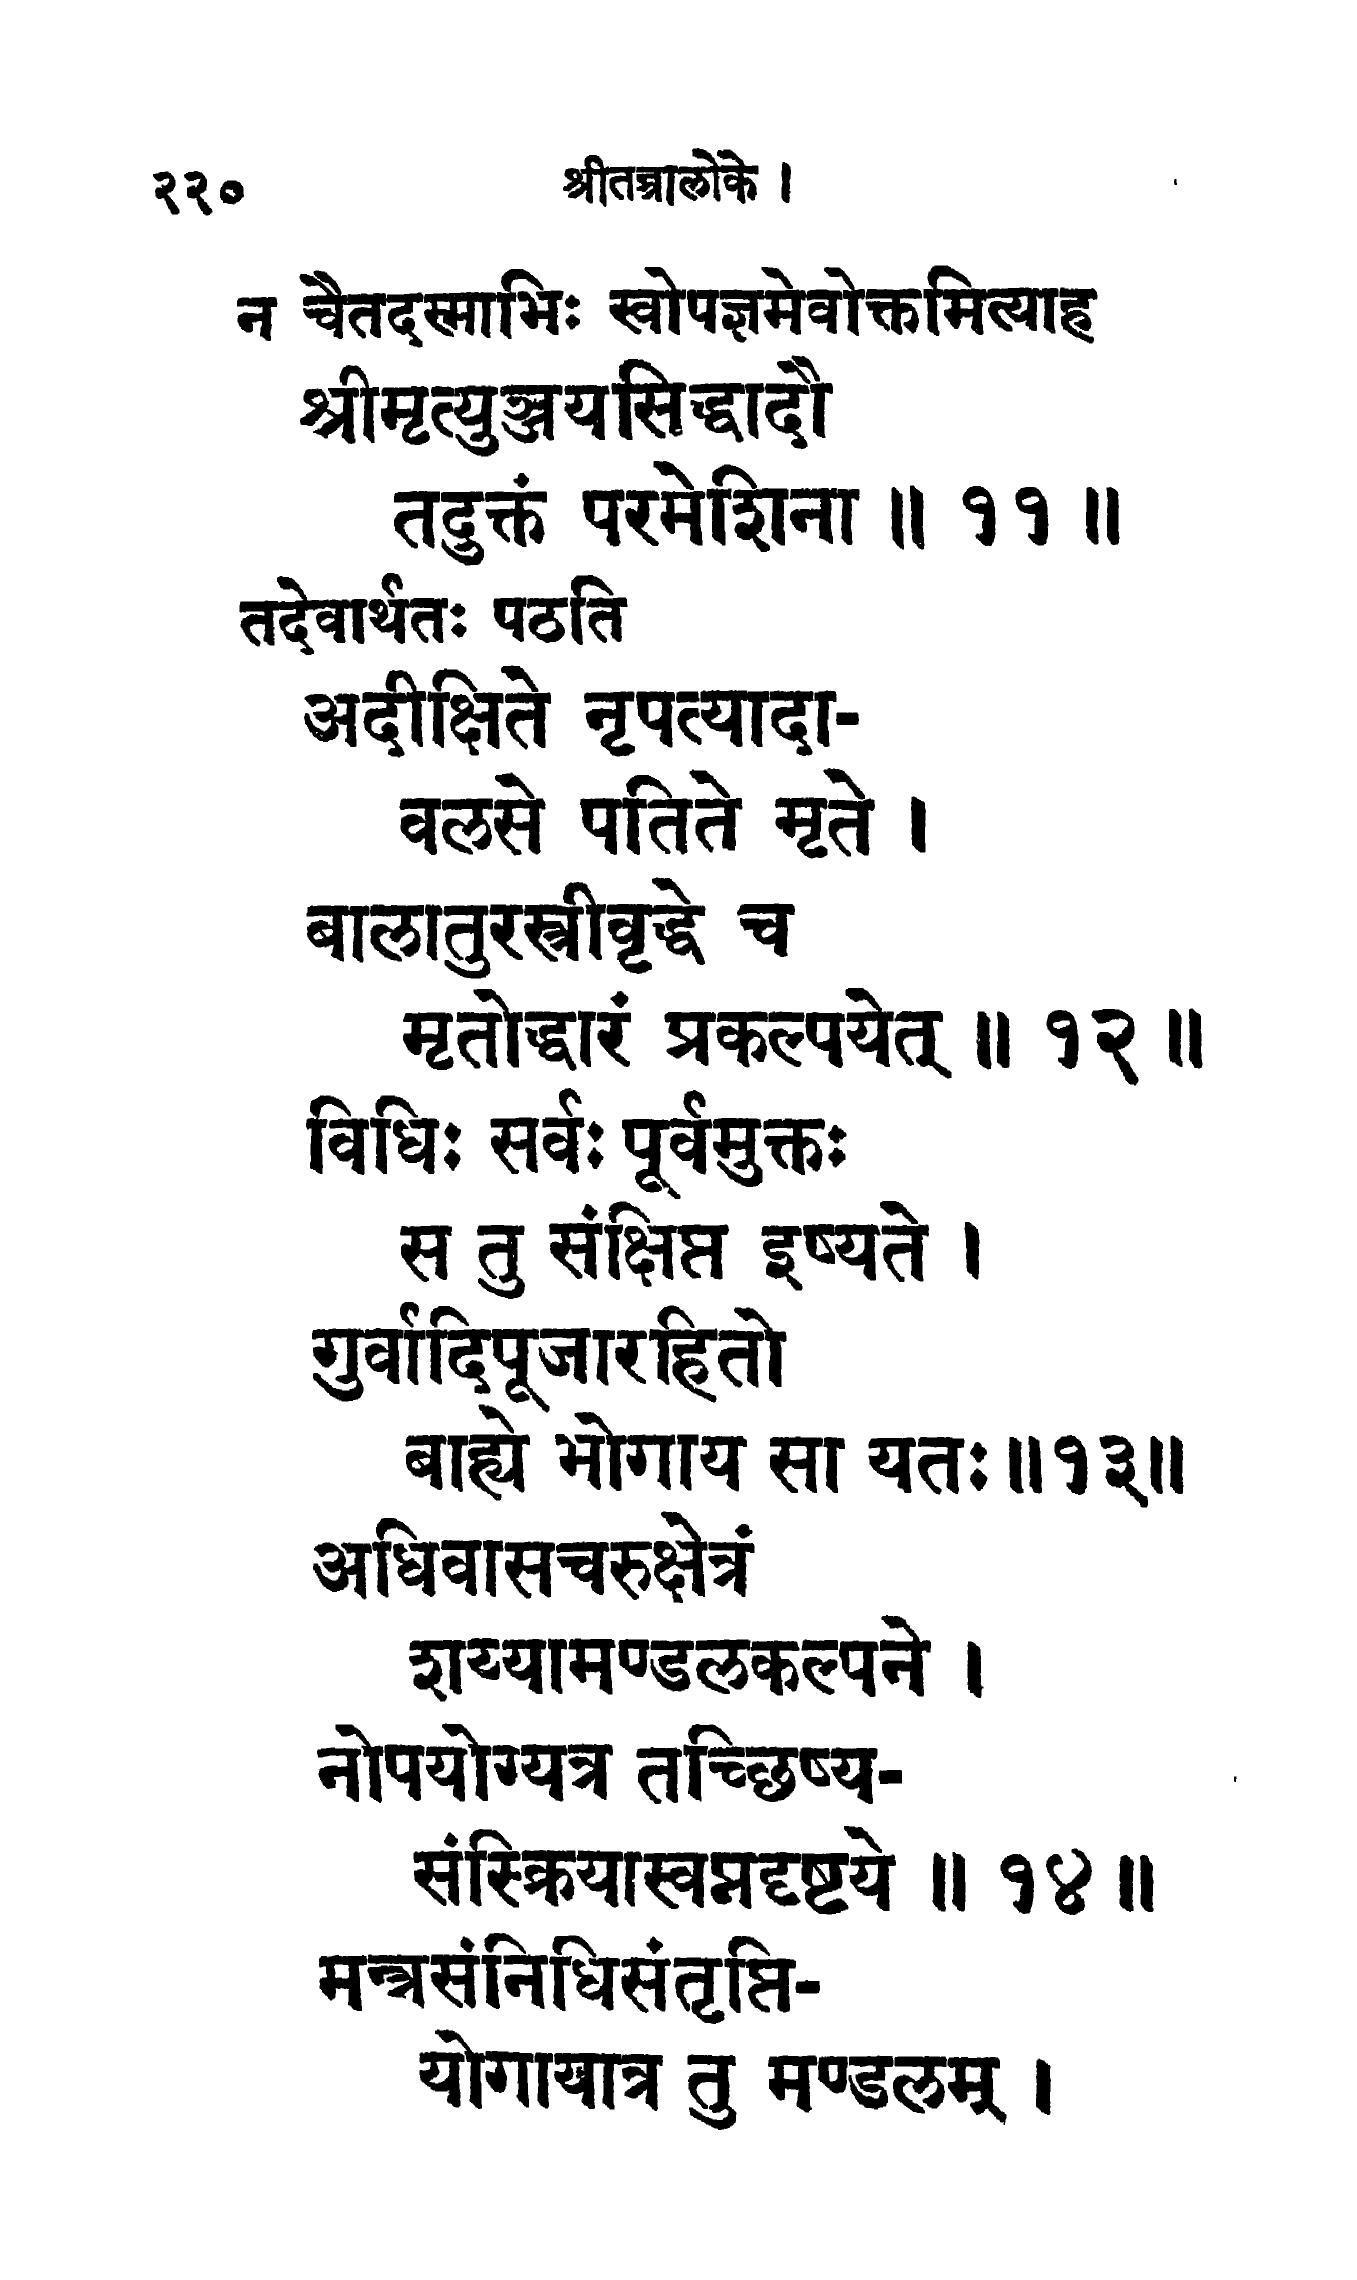 २२० श्रीतन्त्रालोके ।
न चैतदस्माभिः स्वोपज्ञमेवोक्तमित्याह
श्रीमृत्युञ्जयसिद्धादौ
तदुक्तं परमेशिना ॥ ११ ॥
तदेवार्थतः पठति
अदीक्षिते नृपत्यादा-
वलसे पतिते मृते ।
बालातुरस्त्रीवृद्धे च
मृतोद्धारं प्रकल्पयेत् ॥ १२ ॥
विधिः सर्वः पूर्वमुक्तः
स तु संक्षिप्त इष्यते ।
गुर्वादिपूजारहितो
बाह्ये भोगाय सा यतः॥१३॥
अधिवासचरुक्षेत्रं
शय्यामण्डलकल्पने ।
नोपयोग्यत्र तच्छिष्य-
संस्क्रियास्वप्नदृष्टये ॥ १४ ॥
मन्त्रसंनिधिसंतृप्ति-
योगायात्र तु मण्डलम् ।